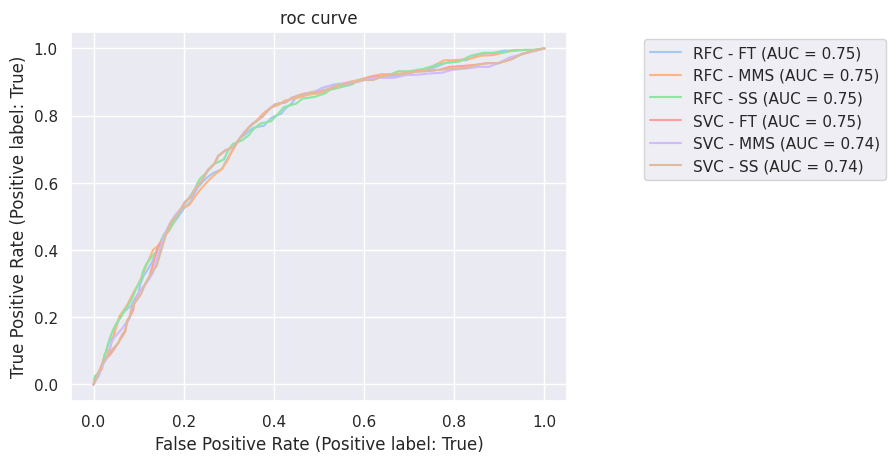 roc curve
True Positive Rate (Positive label: True)
1.0
0.8
0.6
0.4
0.2
0.0
0.0 0.2 0.4 0.6 0.8 1.0
False Positive Rate (Positive label: True)
RFC - FT (AUC = 0.75)
RFC - MMS (AUC = 0.75)
RFC - SS (AUC = 0.75)
SVC - FT (AUC = 0.75)
SVC - MMS (AUC = 0.74)
SVC - SS (AUC = 0.74)